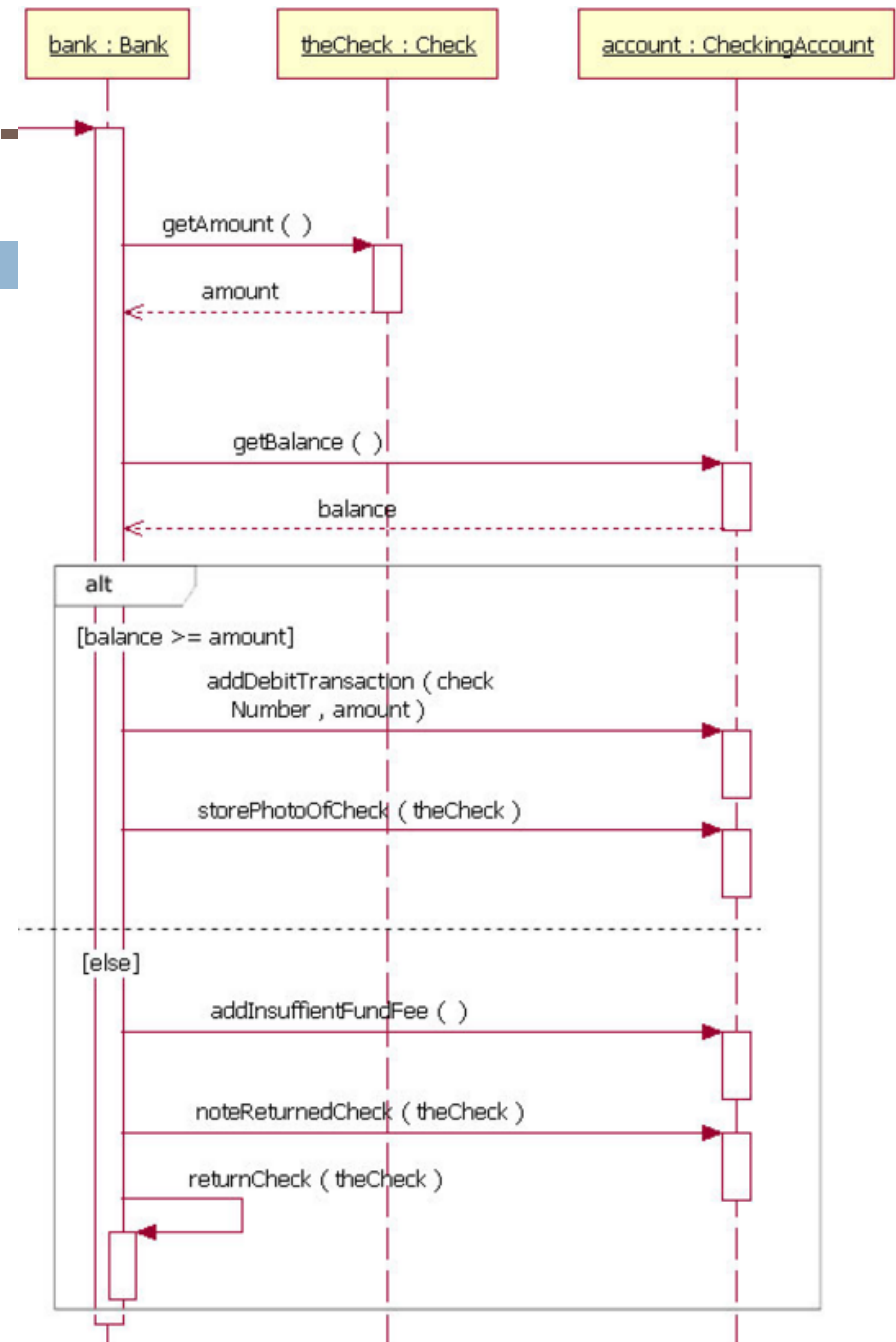 bank : Bank
theCheck : Check
account : CheckingAccount
getAmount ( )
amount
getBalance ( )
balance
alt
[balance >= amount]
addDebitTransaction ( check
Number , amount )
storePhotoOfCheck ( theCheck )
[else]
addInsuffientFundFee ( )
noteReturnedCheck ( theCheck )
returnCheck ( theCheck )